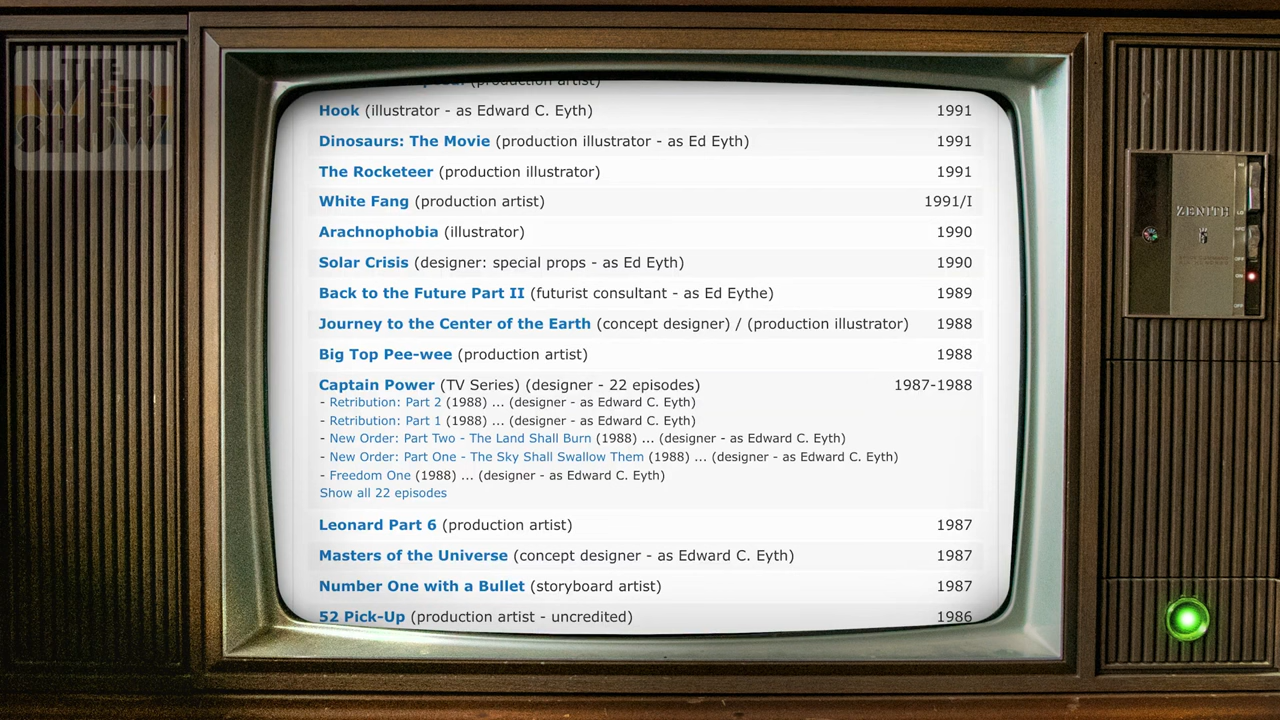 THE
WEB
SHOW
(production artist)
Hook (illustrator - as Edward C. Eyth) 1991
Dinosaurs: The Movie (production illustrator - as Ed Eyth) 1991
The Rocketeer (production illustrator) 1991
White Fang (production artist) 1991/I
Arachnophobia (illustrator) 1990
Solar Crisis (designer: special props - as Ed Eyth) 1990
Back to the Future Part II (futurist consultant - as Ed Eythe) 1989
Journey to the Center of the Earth (concept designer) / (production illustrator) 1988
Big Top Pee-wee (production artist) 1988
Captain Power (TV Series) (designer - 22 episodes) 1987-1988
- Retribution: Part 2 (1988) ... (designer - as Edward C. Eyth)
- Retribution: Part 1 (1988) ... (designer - as Edward C. Eyth)
- New Order: Part Two - The Land Shall Burn (1988) ... (designer - as Edward C. Eyth)
- New Order: Part One - The Sky Shall Swallow Them (1988) ... (designer - as Edward C. Eyth)
- Freedom One (1988) ... (designer - as Edward C. Eyth)
Show all 22 episodes
Leonard Part 6 (production artist) 1987
Masters of the Universe (concept designer - as Edward C. Eyth) 1987
Number One with a Bullet (storyboard artist) 1987
52 Pick-Up (production artist - uncredited) 1986
ZENITH